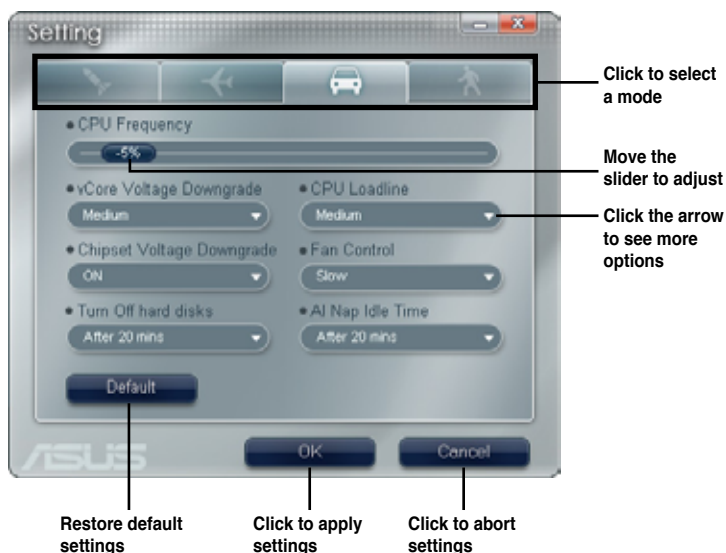 Setting
Click to select
a mode
CPU Frequency
-5%
Move the
slider to adjust
vCore Voltage Downgrade
CPU Loadline
Medium
Medium
Click the arrow
to see more
options
Chipset Voltage Downgrade
Fan Control
ON
Slow
Turn Off hard disks
AI Nap Idle Time
After 20 mins
After 20 mins
Default
ASUS
OK
Cancel
Restore default
settings
Click to apply
settings
Click to abort
settings